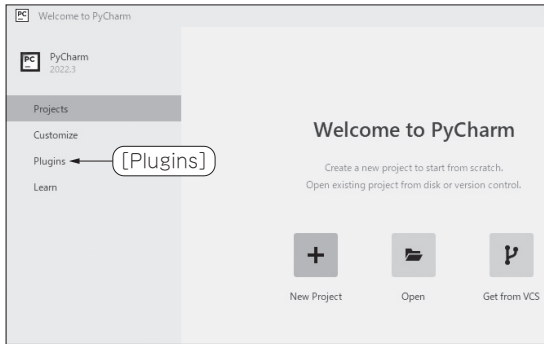 PC Welcome to PyCharm
PC PyCharm
2022.3
Projects
Customize
Plugins
[Plugins]
Learn
Welcome to PyCharm
Create a new project to start from scratch.
Open existing project from disk or version control.
New Project
Open
Get from VCS